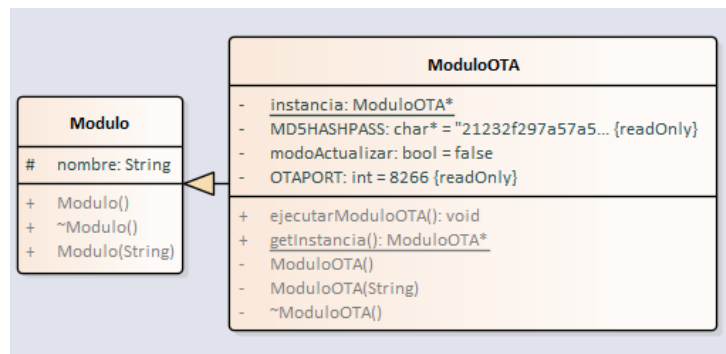 Modulo
# nombre: String
+ Modulo()
+ ~Modulo()
+ Modulo(String)
ModuloOTA
- instancia: ModuloOTA*
- MD5HASHPASS: char* = "21232f297a57a5... {readOnly}
- modoActualizar: bool = false
- OTAPORT: int = 8266 {readOnly}
+ ejecutarModuloOTA(): void
+ getInstancia(): ModuloOTA*
- ModuloOTA()
- ModuloOTA(String)
- ~ModuloOTA()